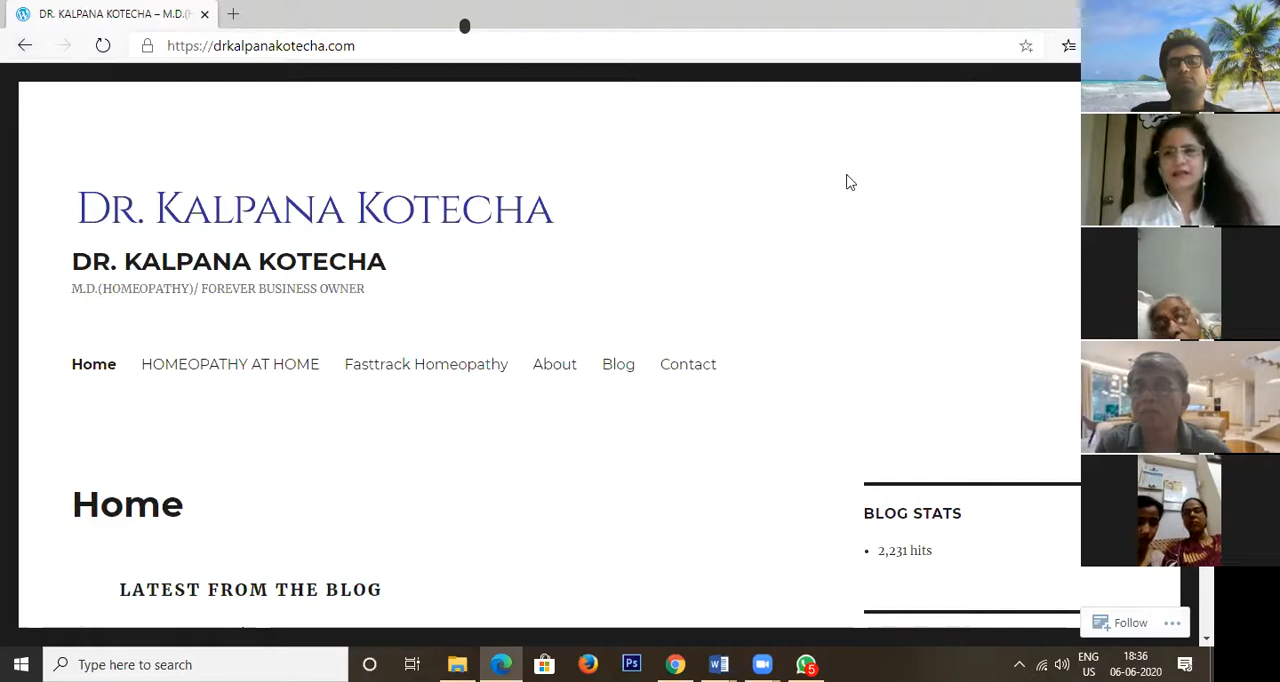 DR. KALPANA KOTECHA – M.D.(H
https://drkalpanakotecha.com
DR. KALPANA KOTECHA
DR. KALPANA KOTECHA
M.D.(HOMEOPATHY)/ FOREVER BUSINESS OWNER
Home HOMEOPATHY AT HOME Fasttrack Homeopathy About Blog Contact
Home
BLOG STATS
2,231 hits
LATEST FROM THE BLOG
Follow
Type here to search
Ps
W
5
ENG
US
18:36
06-06-2020